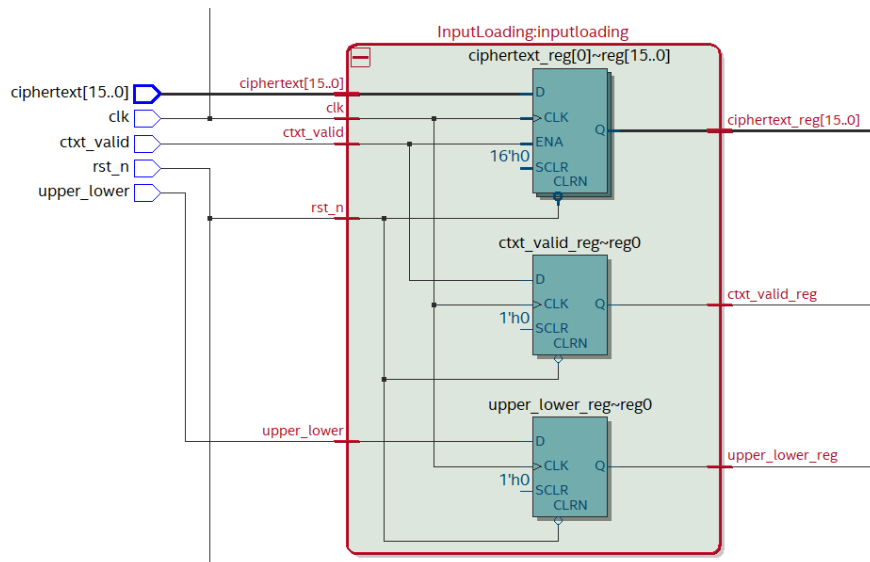 InputLoading:inputloading
ciphertext_reg[0]~reg[15..0]
ciphertext[15..0]
ciphertext[15..0]
D
clk
clk
CLK
Q
ciphertext_reg[15..0]
ctxt_valid
ctxt_valid
ENA
16'h0
rst_n
SCLR
CLRN
upper_lower
rst_n
ctxt_valid_reg~reg0
D
ctxt_valid_reg
CLK
Q
1'h0
SCLR
CLRN
upper_lower_reg~reg0
upper_lower
D
upper_lower_reg
CLK
Q
1'h0
SCLR
CLRN